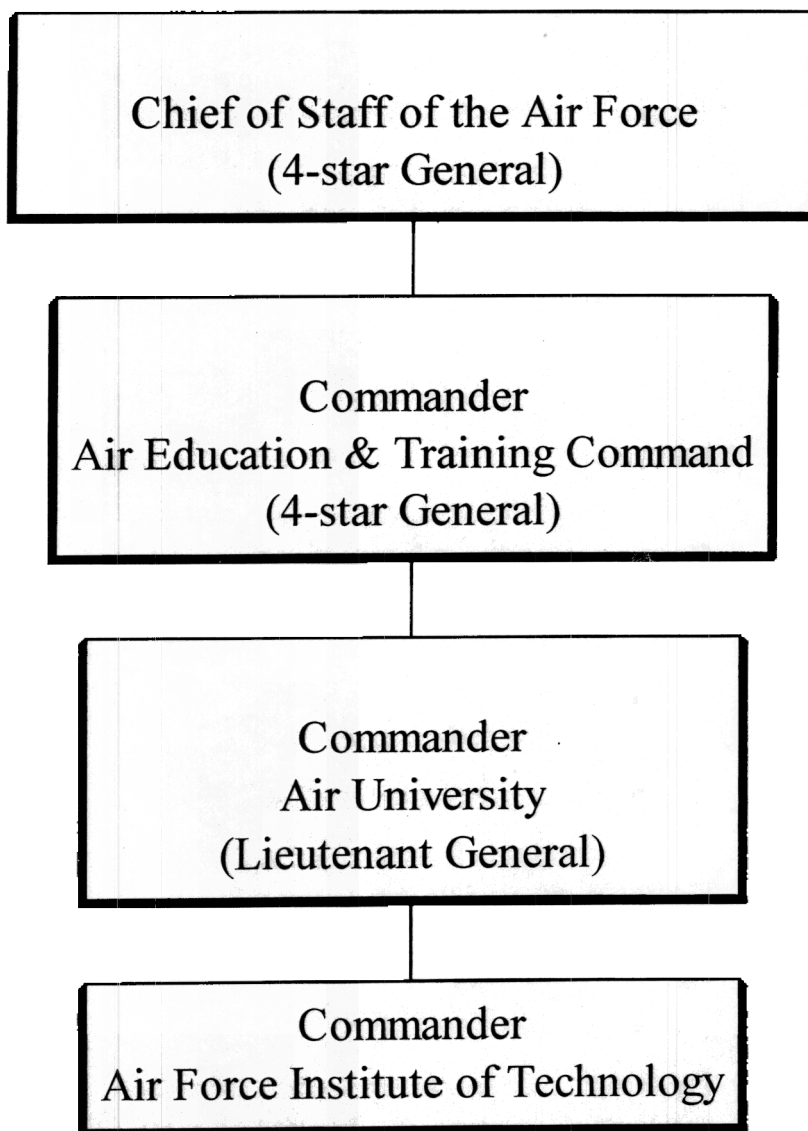 Chief of Staff of the Air Force
(4-star General)
Commander
Air Education & Training Command
(4-star General)
Commander
Air University
(Lieutenant General)
Commander
Air Force Institute of Technology